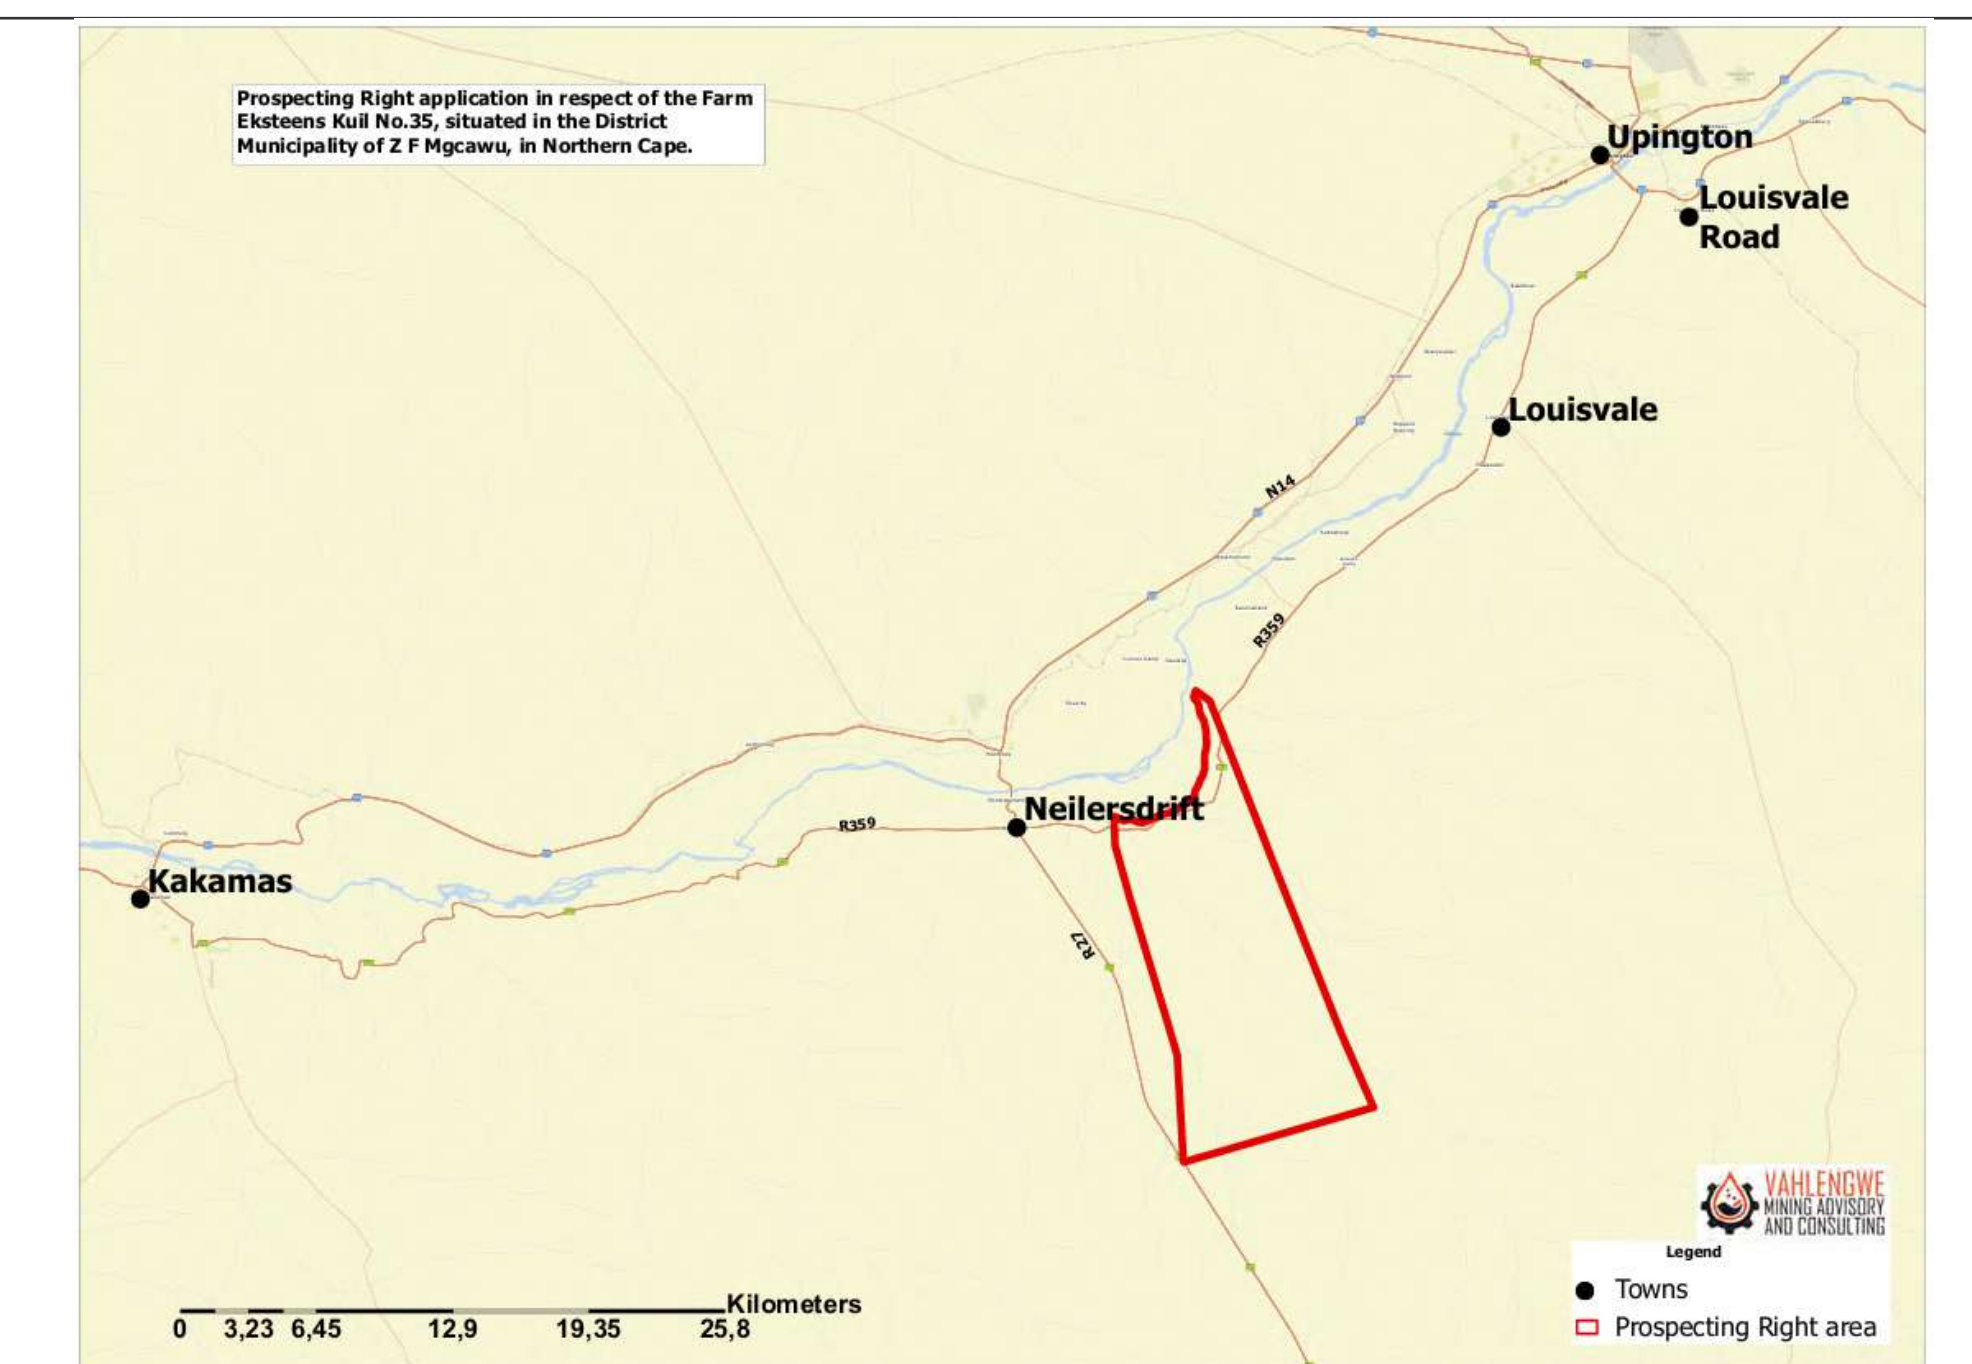 Prospecting Right application in respect of the Farm
Eksteens Kuil No.35, situated in the District
Municipality of Z F Mgcawu, in Northern Cape.
Upington
Louisvale
Road
Louisvale
N14
R359
Neilersdrift
R359
Kakamas
R27
VAHLENGWE
MINING ADVISORY
AND CONSULTING
Legend
Towns
Prospecting Right area
Kilometers
0 3,23 6,45 12,9 19,35 25,8